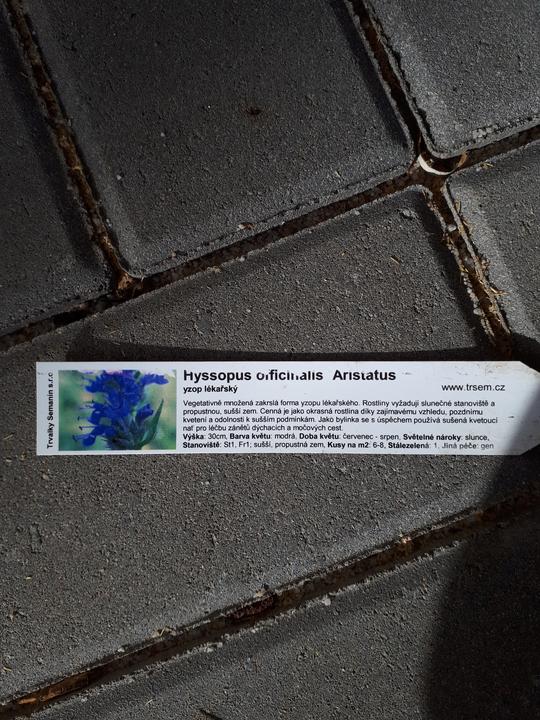 Trvalky Semanín s.r.o
Hyssopus officinalis Aristatus
yzop lékařský
www.trsem.cz
Vegetativně množená zakrslá forma yzopu lékařského. Rostliny vyžadují slunečné stanoviště a
propustnou, sušší zem. Cenná je jako okrasná rostlina díky zajímavému vzhledu, pozdnímu
kvetení a odolnosti k sušším podmínkám. Jako bylinka se s úspěchem používá sušená kvetoucí
nať pro léčbu zánětů dýchacích a močových cest.
Výška: 30cm, Barva květu: modrá, Doba květu: červenec - srpen, Světelné nároky: slunce,
Stanoviště: St1, Fr1; sušší, propustná zem, Kusy na m2: 6-8, Stálezelená: 1, Jiná péče: gen